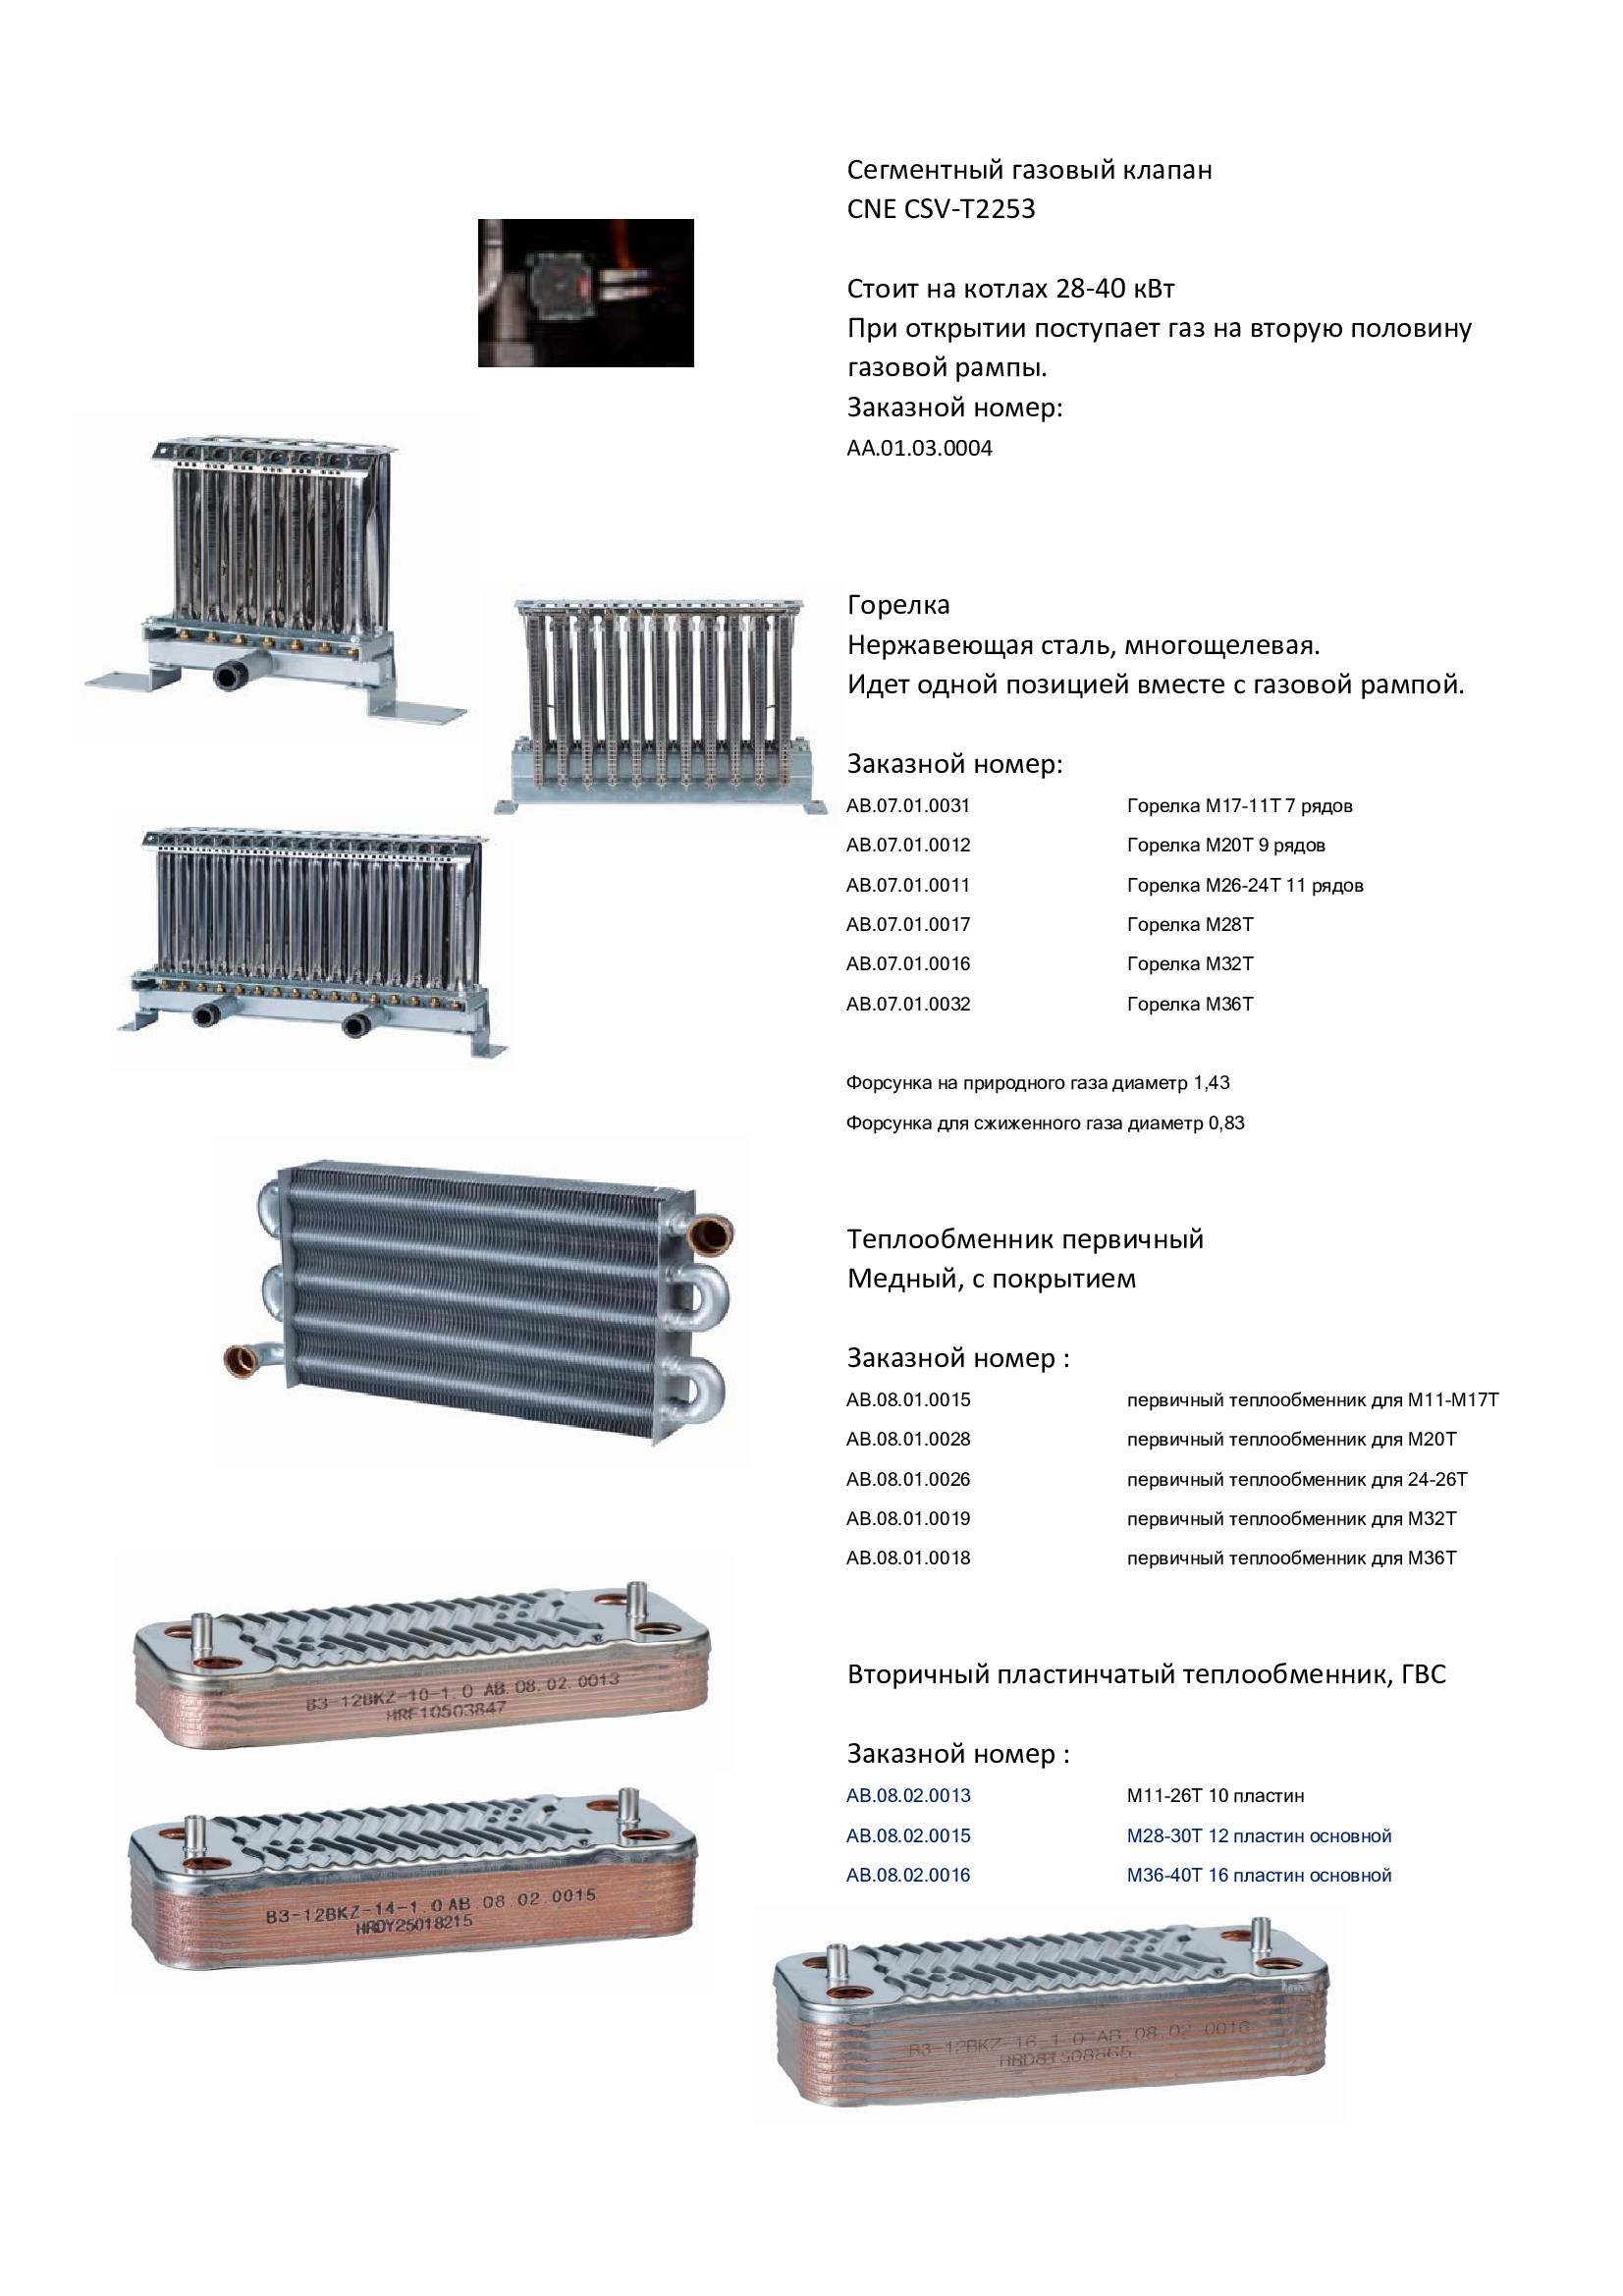 Сегментный газовый клапан
CNE CSV-T2253
Стоит на котлах 28-40 кВт
При открытии поступает газ на вторую половину
газовой рампы.
Заказной номер:
AA.01.03.0004
Горелка
Нержавеющая сталь, многощелевая.
Идет одной позицией вместе с газовой рампой.
Заказной номер:
AB.07.01.0031 Горелка M17-11T 7 рядов
AB.07.01.0012 Горелка M20T 9 рядов
AB.07.01.0011 Горелка M26-24T 11 рядов
AB.07.01.0017 Горелка M28T
AB.07.01.0016 Горелка M32T
AB.07.01.0032 Горелка M36T
Форсунка на природного газа диаметр 1,43
Форсунка для сжиженного газа диаметр 0,83
Теплообменник первичный
Медный, с покрытием
Заказной номер :
AB.08.01.0015 первичный теплообменник для M11-M17T
AB.08.01.0028 первичный теплообменник для M20T
AB.08.01.0026 первичный теплообменник для 24-26T
AB.08.01.0019 первичный теплообменник для M32T
AB.08.01.0018 первичный теплообменник для M36T
B3-12BKZ-10-1.0 AB.08.02.0013
HRF10503847
Вторичный пластинчатый теплообменник, ГВС
Заказной номер :
AB.08.02.0013 M11-26T 10 пластин
AB.08.02.0015 M28-30T 12 пластин основной
AB.08.02.0016 M36-40T 16 пластин основной
B3-12BKZ-14-1.0 AB.08.02.0015
HRDY25018215
B3-12BKZ-16-1.0 AB.08.02.0016
HRD81508865